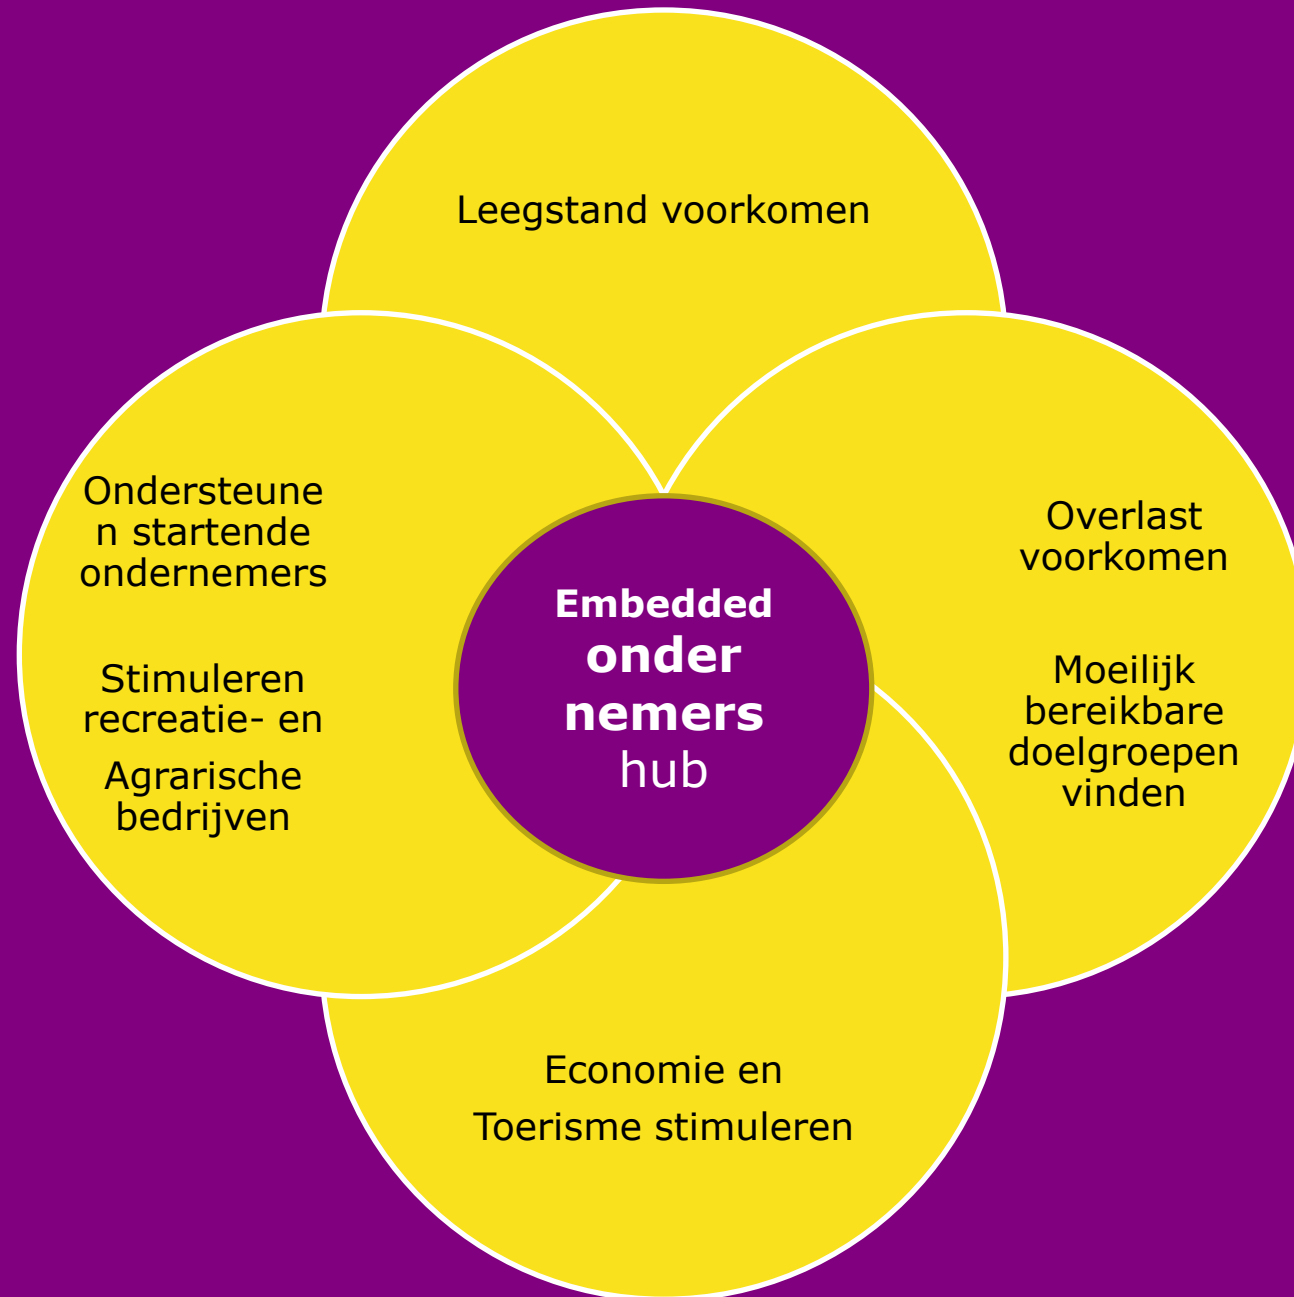 Leegstand voorkomen
Ondersteune
n startende
ondernemers
Stimuleren
recreatie- en
Agrarische
bedrijven
Embedded
onder
nemers
hub
Overlast
voorkomen
Moeilijk
bereikbare
doelgroepen
vinden
Economie en
Toerisme stimuleren